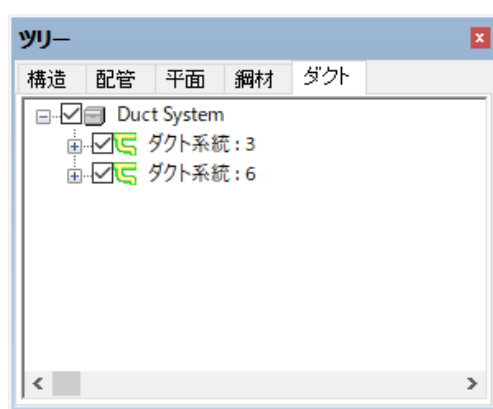 ツリー
構造 配管 平面 鋼材 ダクト
Duct System
ダクト系統 : 3
ダクト系統 : 6